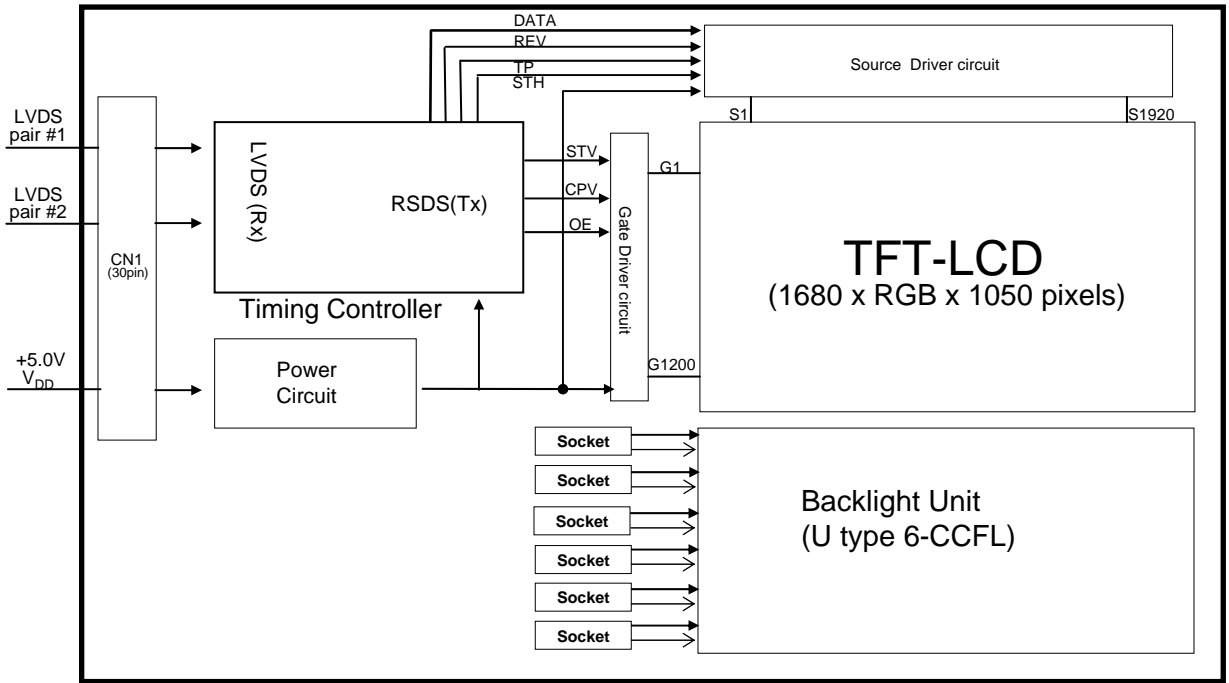 DATA
REV
TP
STH
Source Driver circuit
S1
S1920
LVDS
pair #1
LVDS
pair #2
CN1
(30pin)
LVDS (Rx)
RSDS(Tx)
Timing Controller
STV
CPV
OE
Gate Driver circuit
G1
G1200
TFT-LCD
(1680 x RGB x 1050 pixels)
+5.0V
VDD
Power
Circuit
Socket
Socket
Socket
Socket
Socket
Socket
Backlight Unit
(U type 6-CCFL)